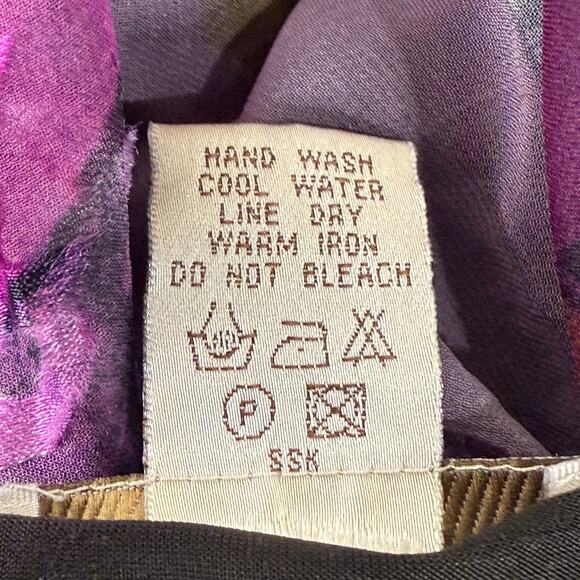 HAND WASH
COOL WATER
LINE DRY
WARM IRON
DO NOT BLEACH
P
SSK